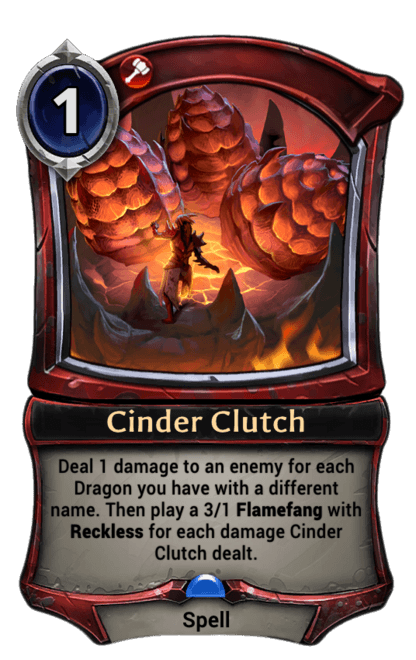 1
Cinder Clutch
Deal 1 damage to an enemy for each
Dragon you have with a different
name. Then play a 3/1 Flamefang with
Reckless for each damage Cinder
Clutch dealt.
Spell